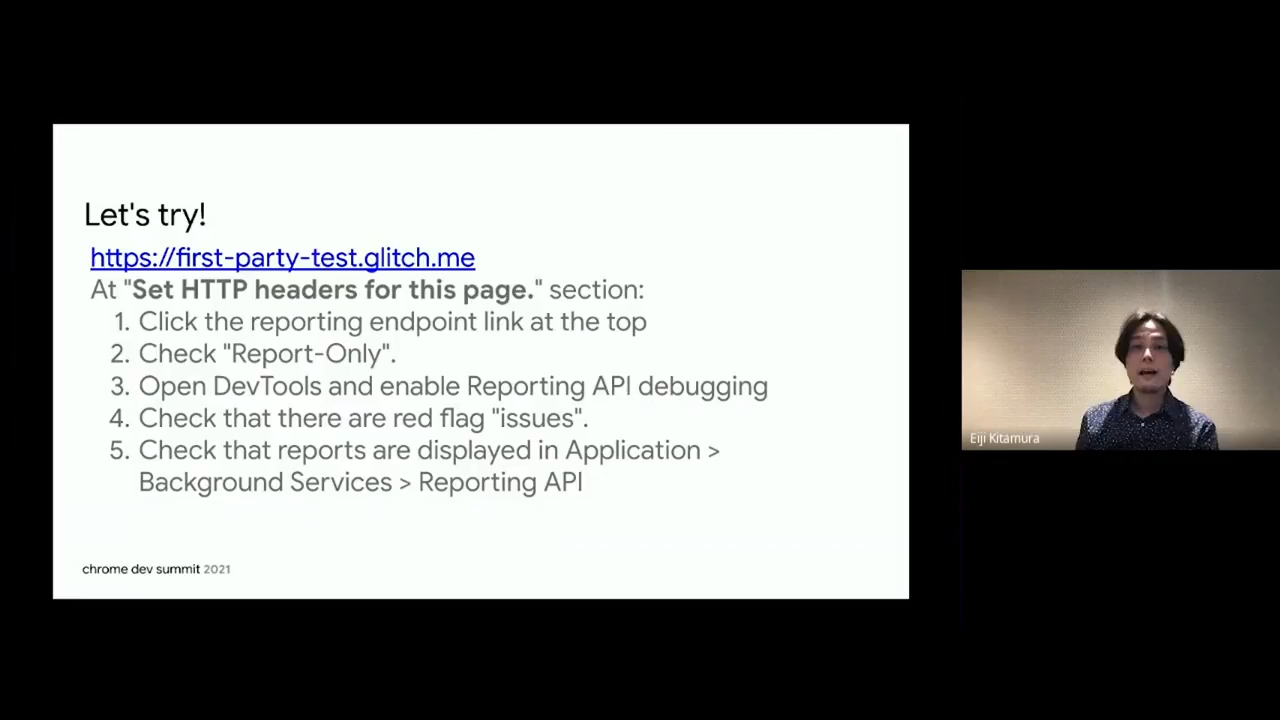 Let's try!
https://first-party-test.glitch.me
At "Set HTTP headers for this page." section:
1. Click the reporting endpoint link at the top
2. Check "Report-Only".
3. Open DevTools and enable Reporting API debugging
4. Check that there are red flag "issues".
5. Check that reports are displayed in Application >
Background Services > Reporting API
chrome dev summit 2021
Eiji Kitamura